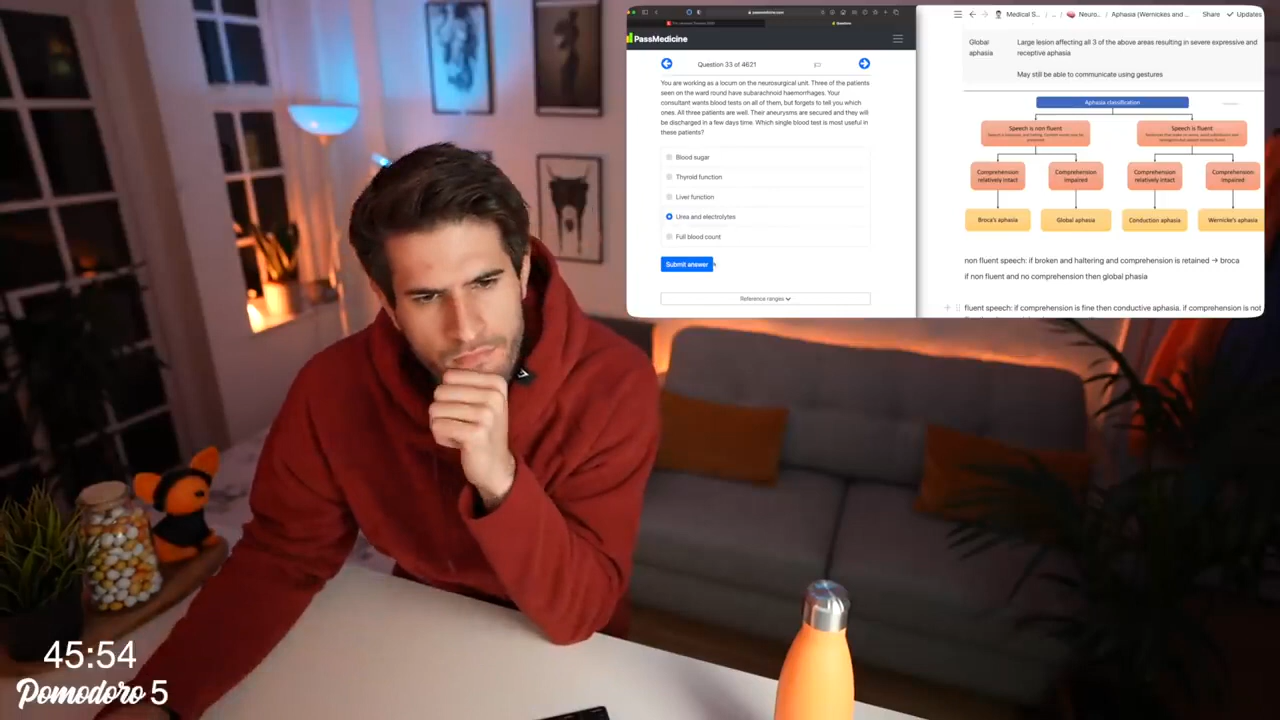 passmedicine.com
Questions
PassMedicine
Question 33 of 4621
You are working as a locum on the neurosurgical unit. Three of the patients
seen on the ward round have subarachnoid haemorrhages. Your
consultant wants blood tests on all of them, but forgets to tell you which
ones. All three patients are well. Their aneurysms are secured and they will
be discharged in a few days time. Which single blood test is most useful in
these patients?
Blood sugar
Thyroid function
Liver function
Urea and electrolytes
Full blood count
Submit answer
Reference ranges
Medical S... / ... / Neuro... / Aphasia (Wernickes and ... Share Updates
Global
aphasia
Large lesion affecting all 3 of the above areas resulting in severe expressive and
receptive aphasia
May still be able to communicate using gestures
Aphasia classification
Speech is non fluent
Speech is fluent
Comprehension
relatively intact
Comprehension
impaired
Comprehension
relatively intact
Comprehension
impaired
Broca's aphasia
Global aphasia
Conduction aphasia
Wernicke's aphasia
non fluent speech: if broken and haltering and comprehension is retained → broca
if non fluent and no comprehension then global phasia
fluent speech: if comprehension is fine then conductive aphasia. if comprehension is not
45:54
Pomodoro 5